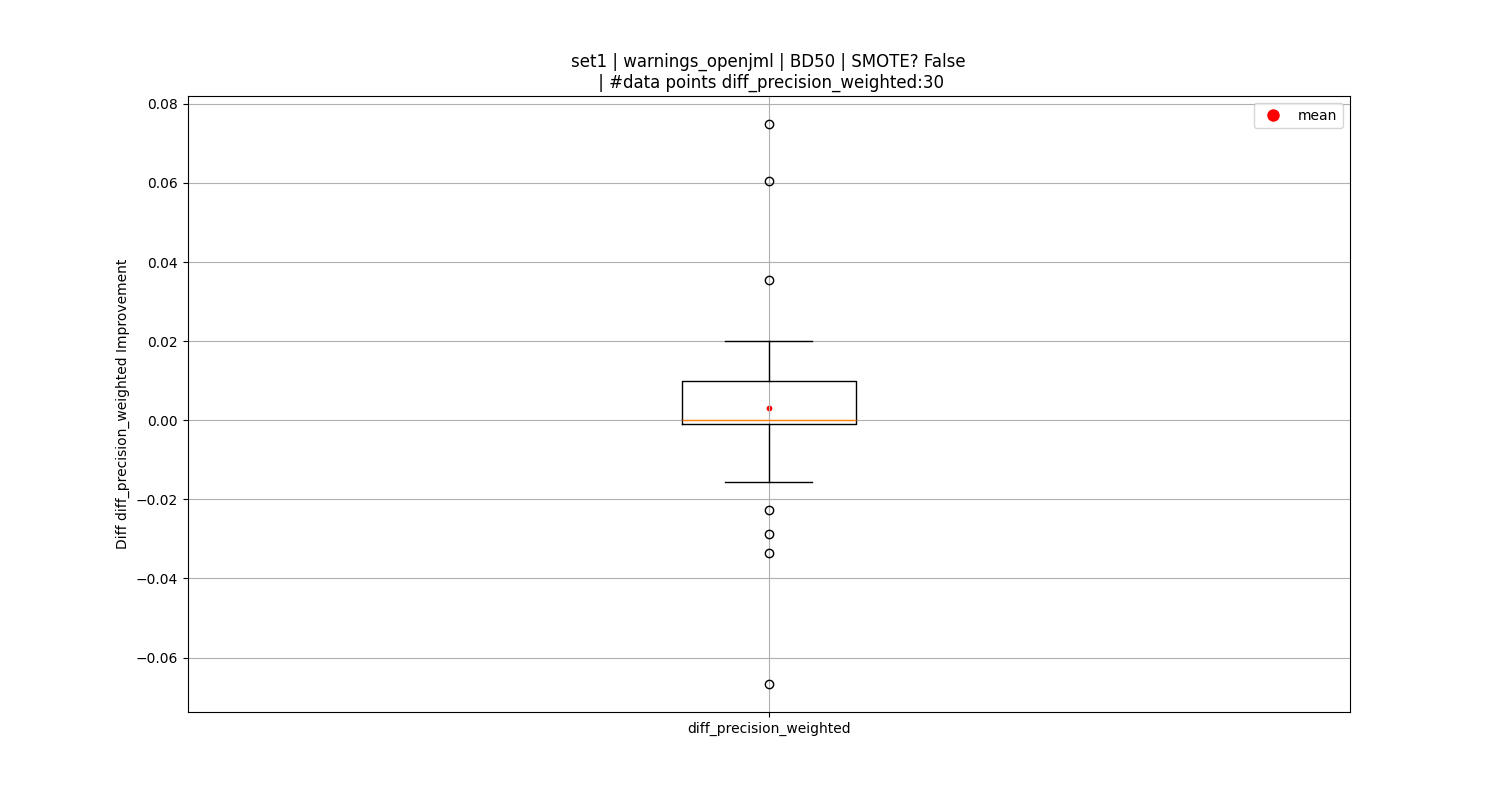 set1 | warnings_openjml | BD50 | SMOTE? False
| #data points diff_precision_weighted:30
mean
0.08
0.06
0.04
0.02
0.00
−0.02
−0.04
−0.06
Diff diff_precision_weighted Improvement
diff_precision_weighted